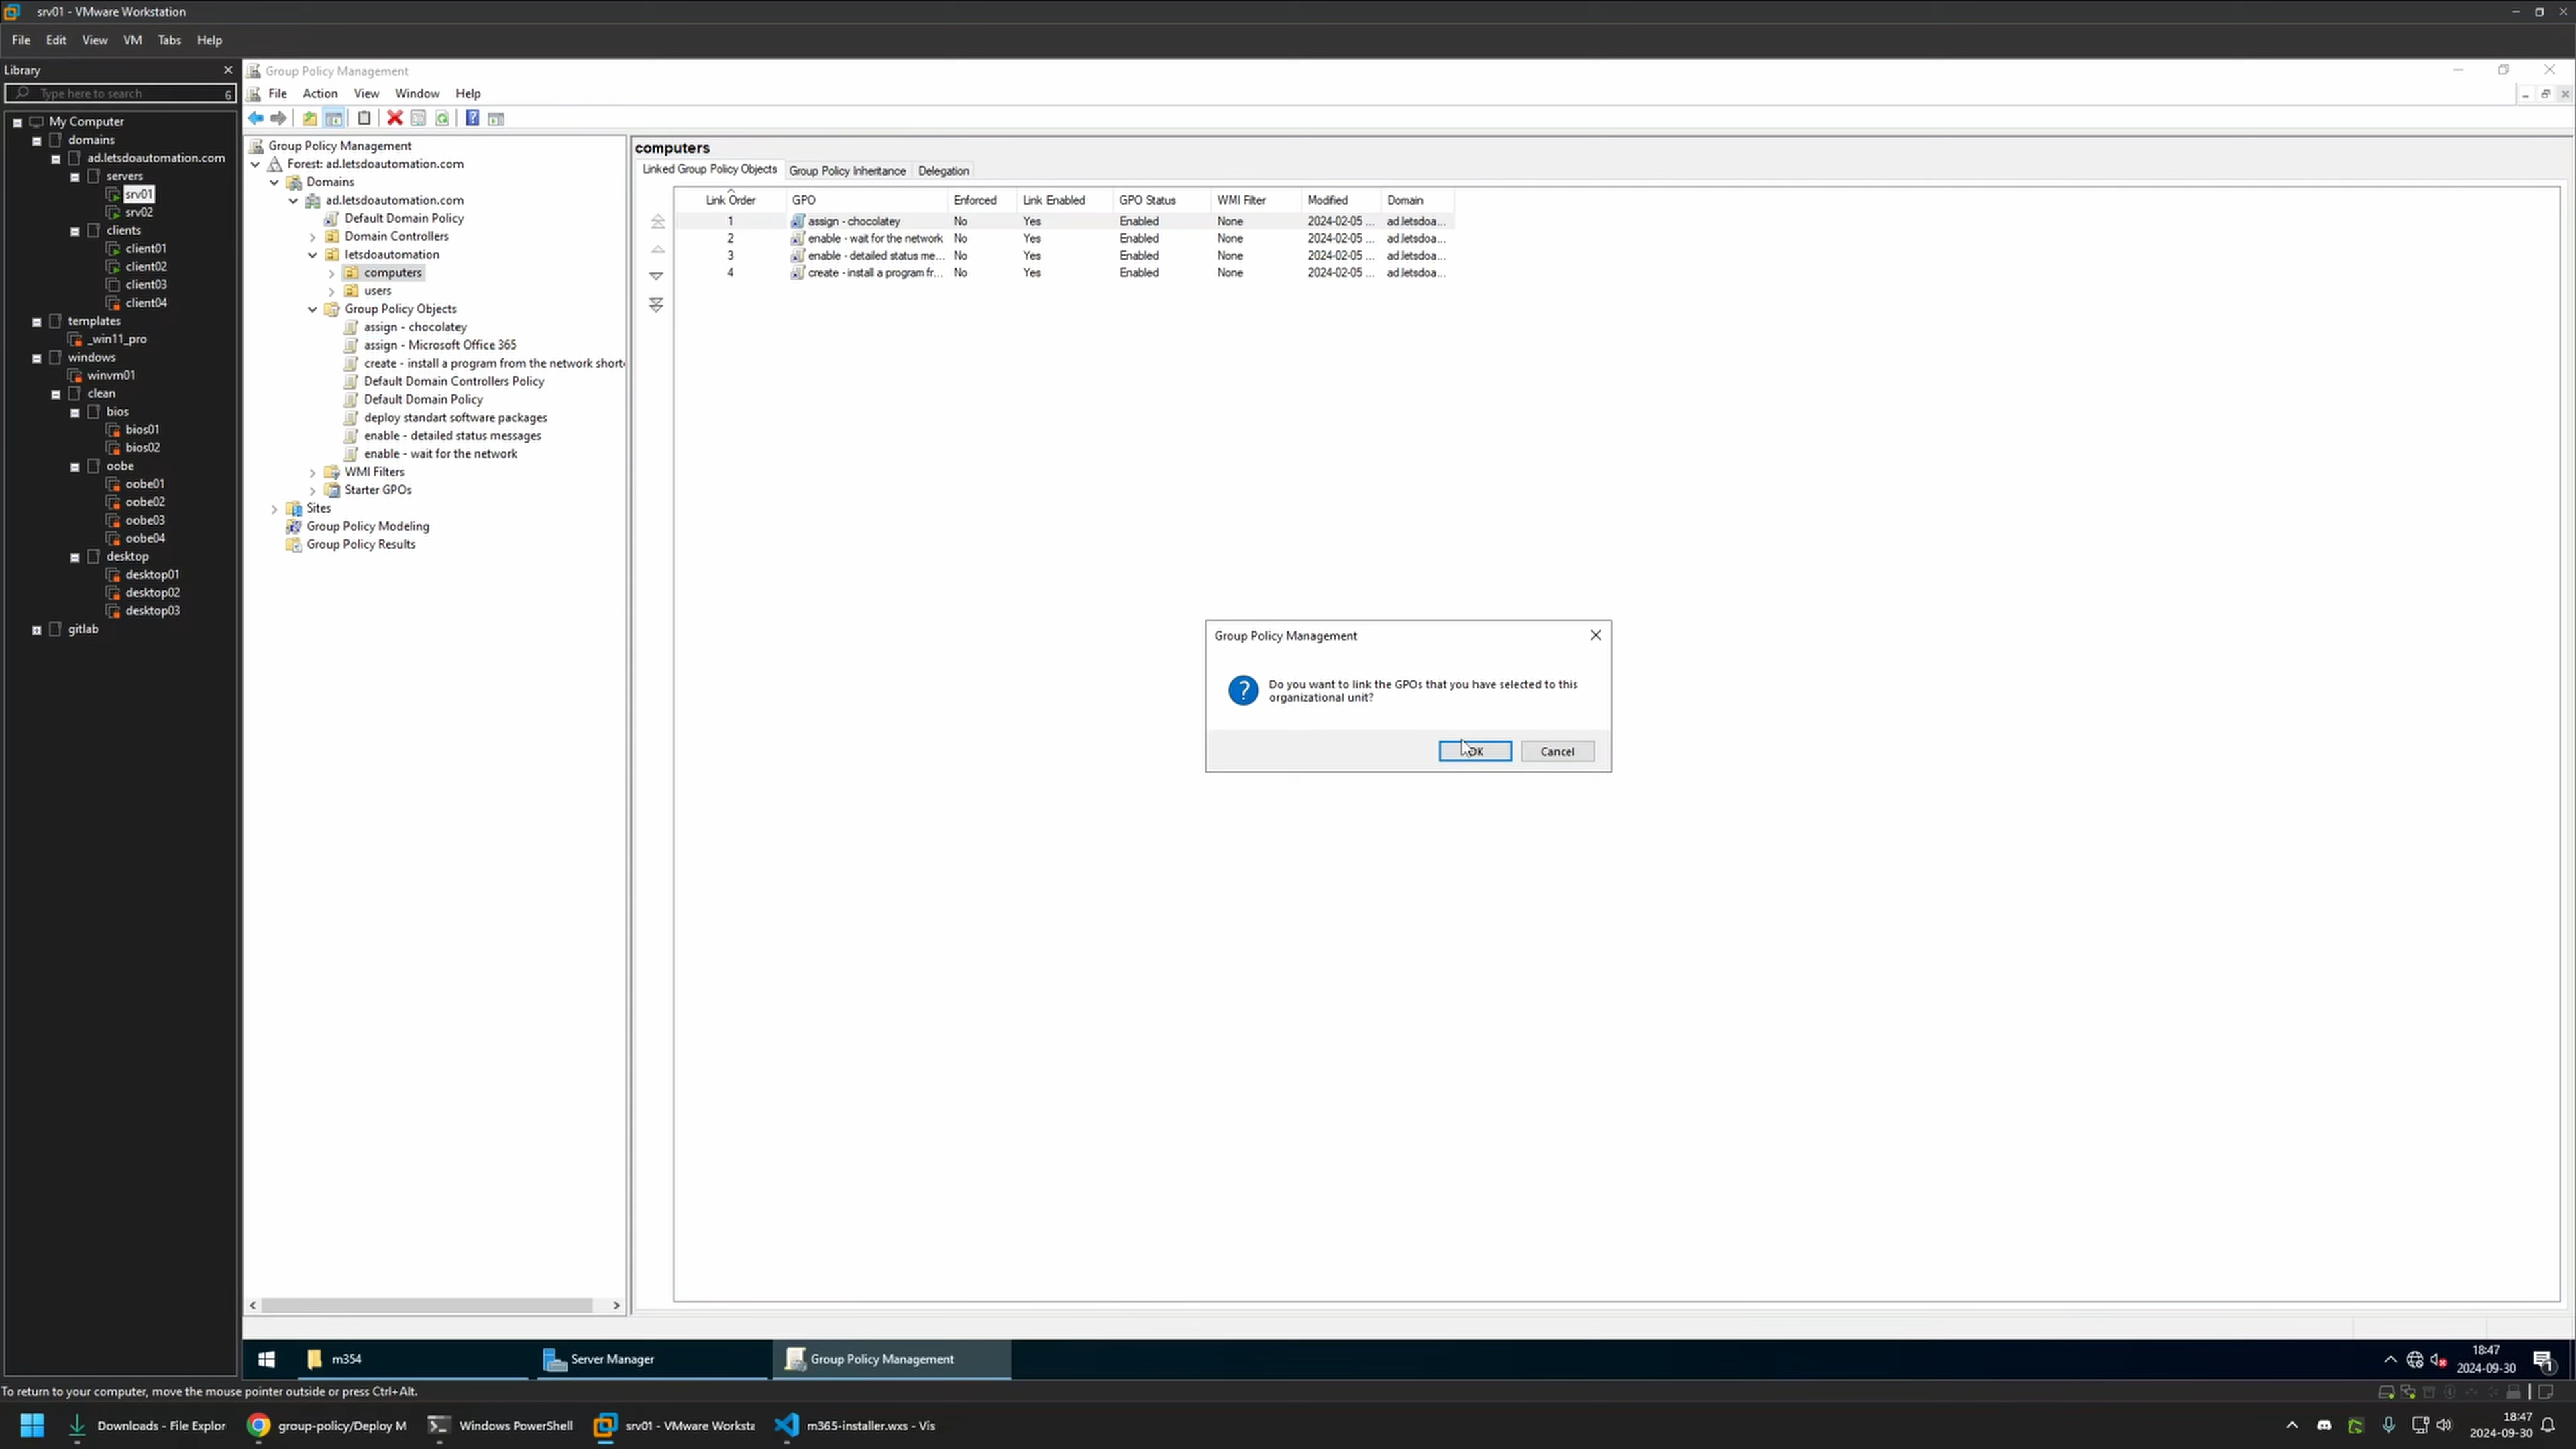 srv01 - VMware Workstation
File Edit View VM Tabs Help
Library
Type here to search 6
My Computer
domains
ad.letsdoautomation.com
servers
srv01
srv02
clients
client01
client02
client03
client04
templates
_win11_pro
windows
winvm01
clean
bios
bios01
bios02
oobe
oobe01
oobe02
oobe03
oobe04
desktop
desktop01
desktop02
desktop03
gitlab
Group Policy Management
File Action View Window Help
Group Policy Management
Forest: ad.letsdoautomation.com
Domains
ad.letsdoautomation.com
Default Domain Policy
Domain Controllers
letsdoautomation
computers
users
Group Policy Objects
assign - chocolatey
assign - Microsoft Office 365
create - install a program from the network short
Default Domain Controllers Policy
Default Domain Policy
deploy standart software packages
enable - detailed status messages
enable - wait for the network
WMI Filters
Starter GPOs
Sites
Group Policy Modeling
Group Policy Results
computers
Linked Group Policy Objects Group Policy Inheritance Delegation
Link Order GPO Enforced Link Enabled GPO Status WMI Filter Modified Domain
1 assign - chocolatey No Yes Enabled None 2024-02-05 ... ad.letsdoa...
2 enable - wait for the network No Yes Enabled None 2024-02-05 ... ad.letsdoa...
3 enable - detailed status me... No Yes Enabled None 2024-02-05 ... ad.letsdoa...
4 create - install a program fr... No Yes Enabled None 2024-02-05 ... ad.letsdoa...
Group Policy Management
Do you want to link the GPOs that you have selected to this
organizational unit?
OK Cancel
m354 Server Manager Group Policy Management
18:47
2024-09-30
1
To return to your computer, move the mouse pointer outside or press Ctrl+Alt.
Downloads - File Explor group-policy/Deploy M Windows PowerShell srv01 - VMware Worksta m365-installer.wxs - Vis
18:47
2024-09-30